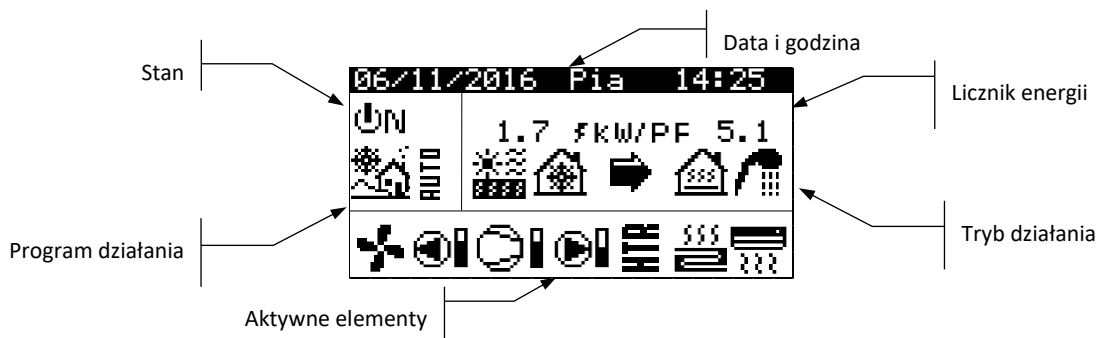 Data i godzina
Stan
06/11/2016 Pia 14:25
Licznik energii
ON
1.7 kW/PF 5.1
AUTO
Program działania
Tryb działania
HTR
Aktywne elementy